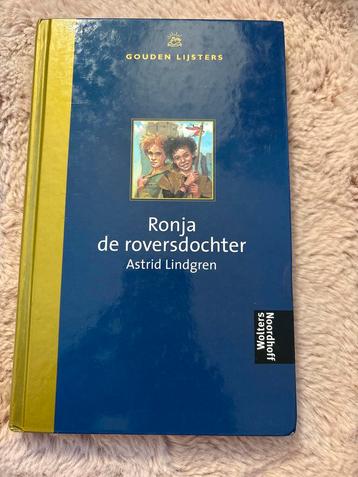 GOUDEN LIJSTERS
Ronja
de roversdochter
Astrid Lindgren
Wolters
Noordhoff